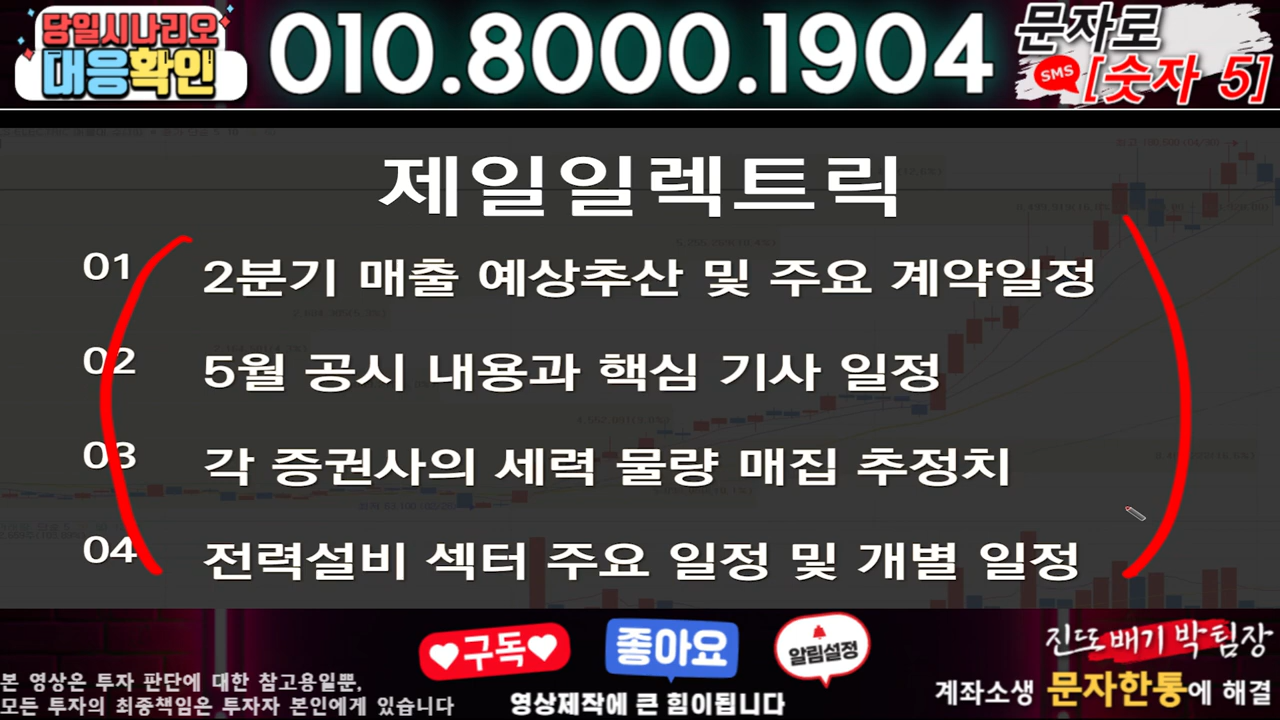 당일시나리오
대응확인
010.8000.1904
문자로
SMS
[숫자 5]
제일일렉트릭
01 2분기 매출 예상추산 및 주요 계약일정
02 5월 공시 내용과 핵심 기사 일정
03 각 증권사의 세력 물량 매집 추정치
04 전력설비 섹터 주요 일정 및 개별 일정
본 영상은 투자 판단에 대한 참고용일뿐,
모든 투자의 최종책임은 투자자 본인에게 있습니다
구독
좋아요
알림설정
영상제작에 큰 힘이됩니다
진또배기 박팀장
계좌소생 문자한통에 해결